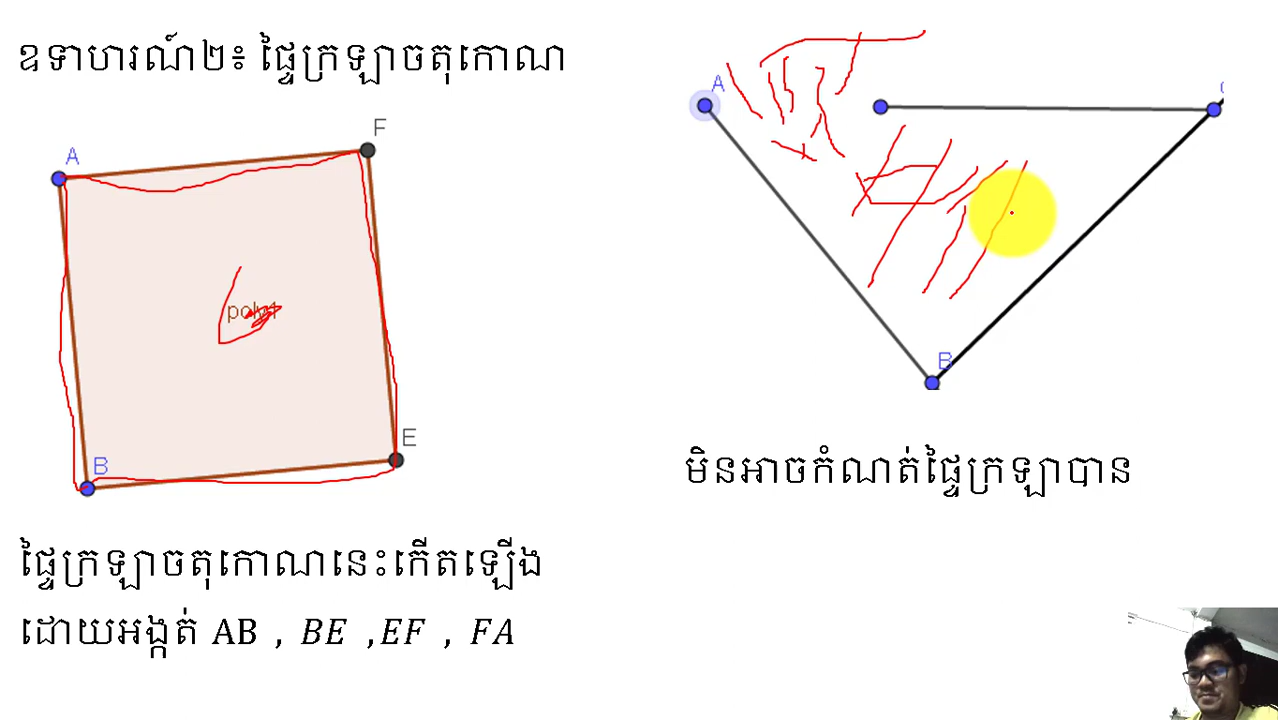 ឧទាហរណ៍២៖ ផ្ទៃក្រឡាចតុកោណ
A
F
B
E
A
B
មិនអាចកំណត់ផ្ទៃក្រឡាបាន
ផ្ទៃក្រឡាចតុកោណនេះកើតឡើង
ដោយអង្កត់ AB , BE ,EF , FA